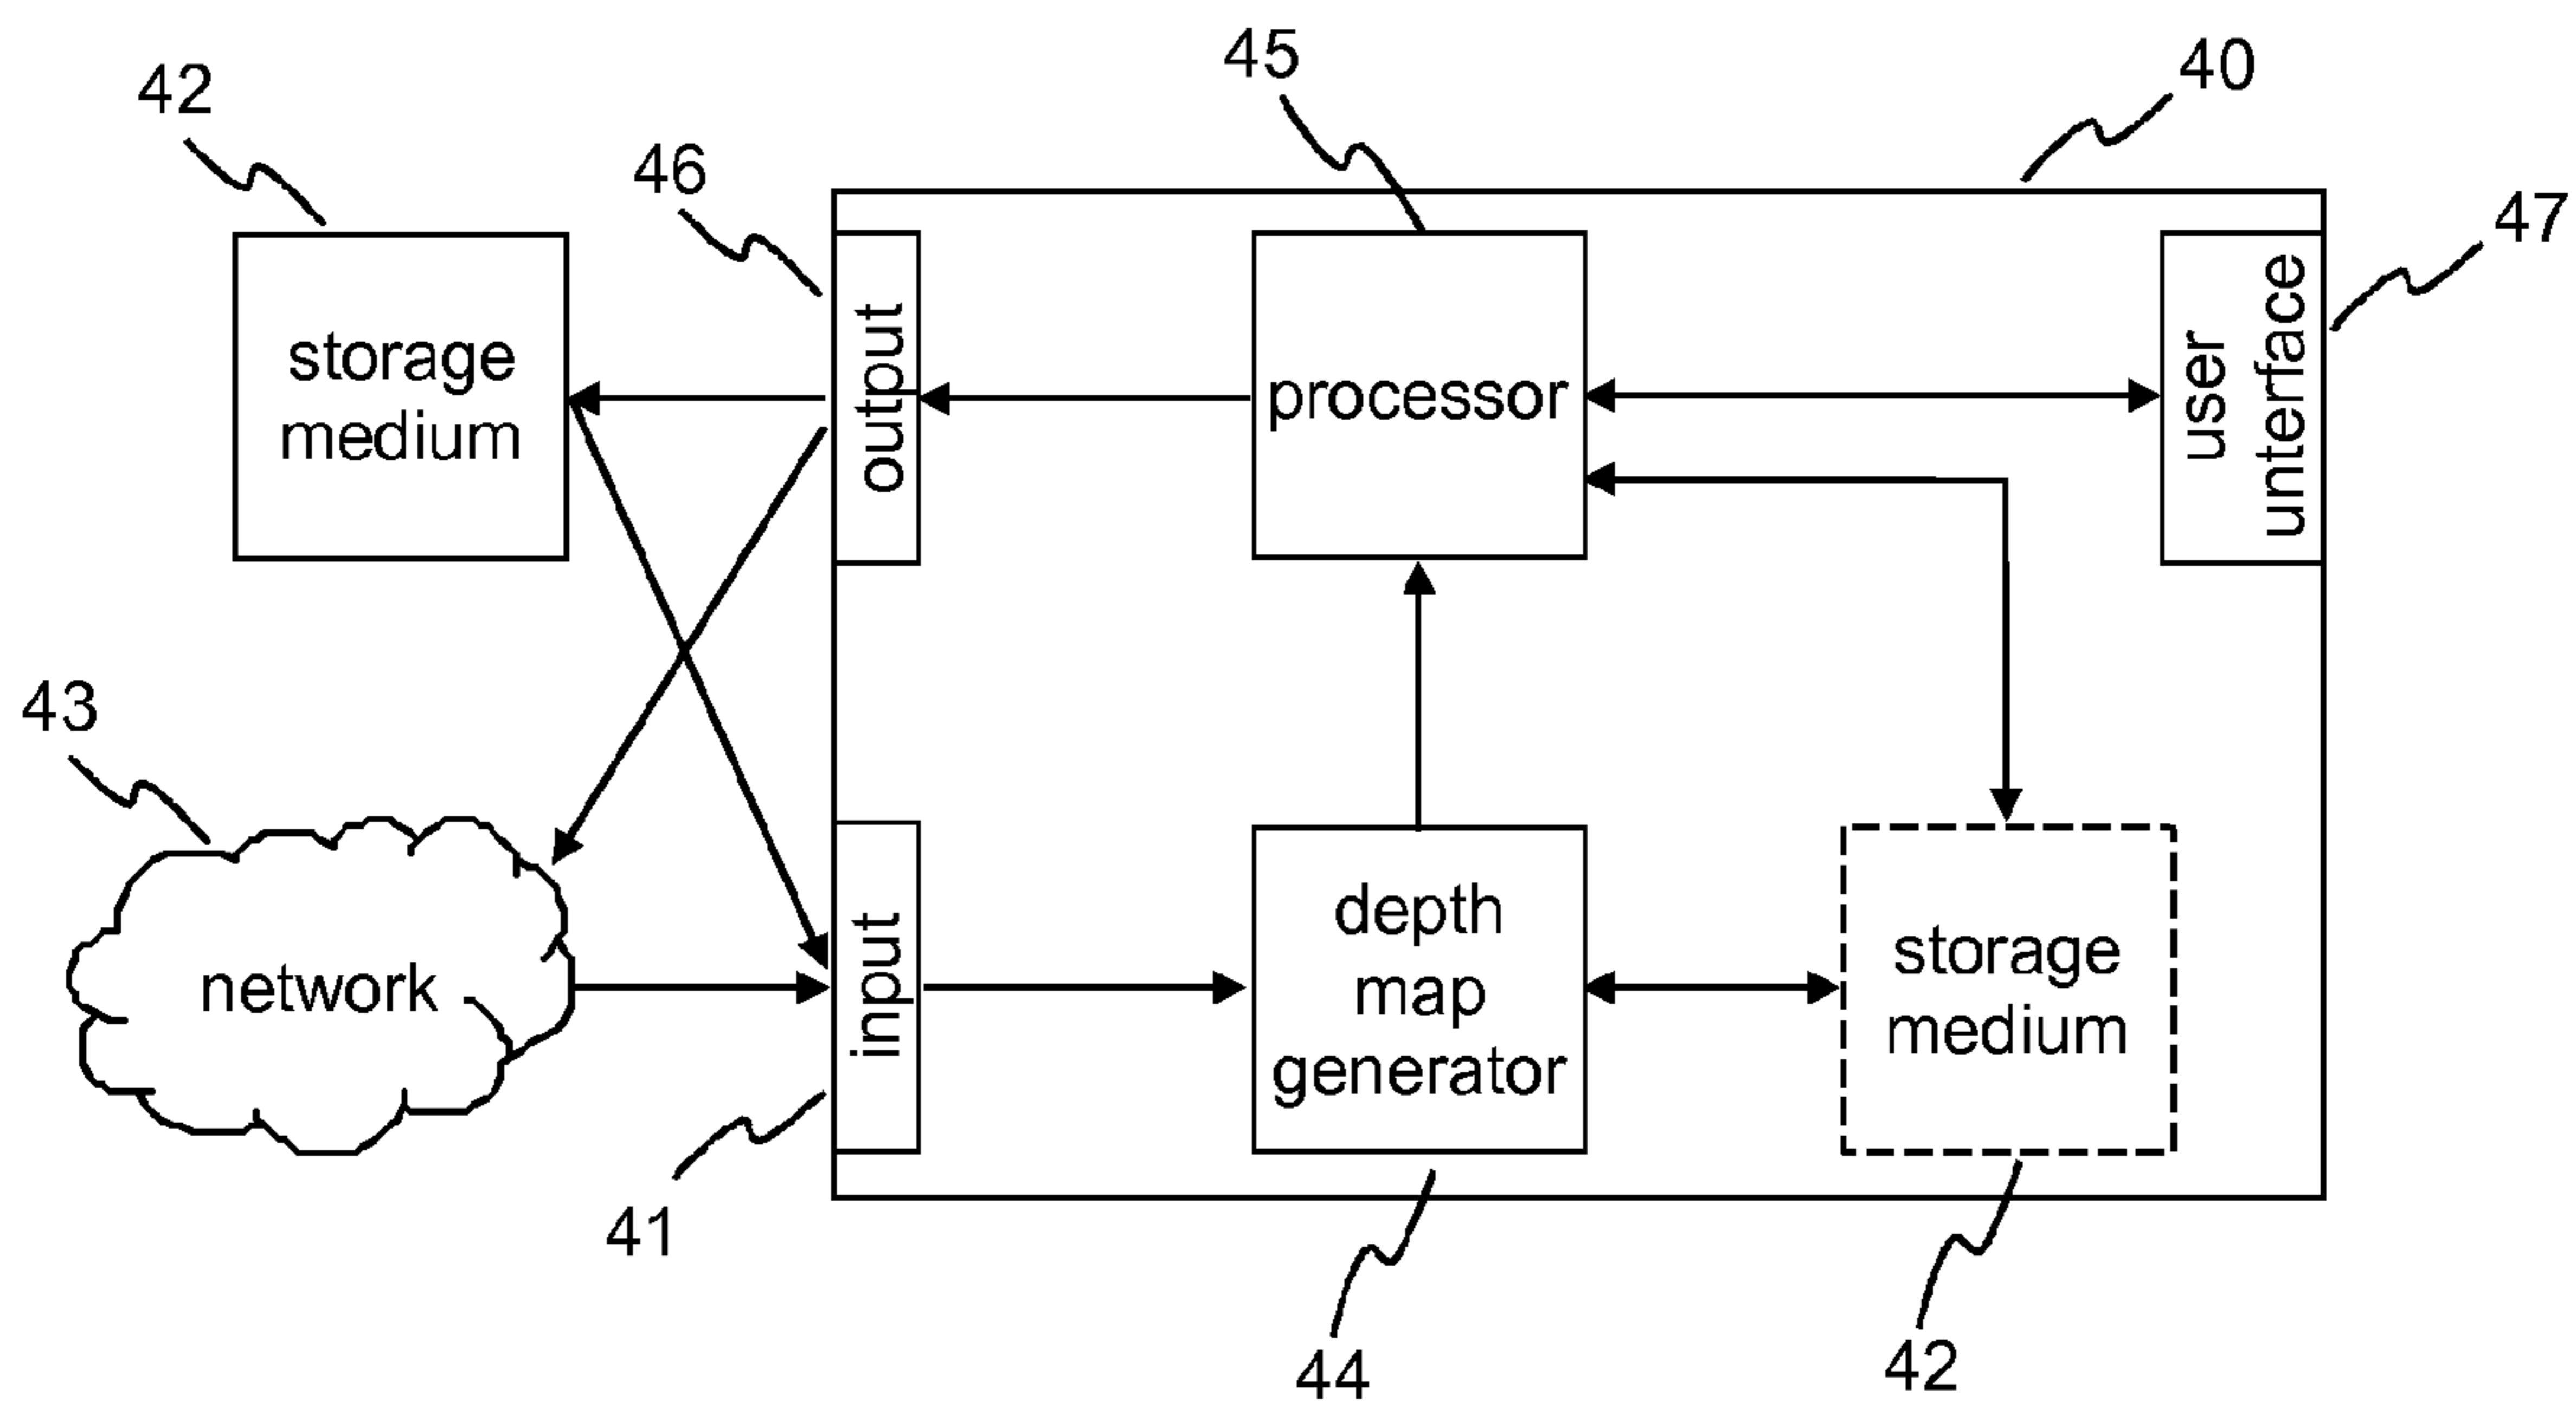 45
40
42
46
47
storage
medium
output
processor
user
unterface
43
network
input
depth
map
generator
storage
medium
41
44
42